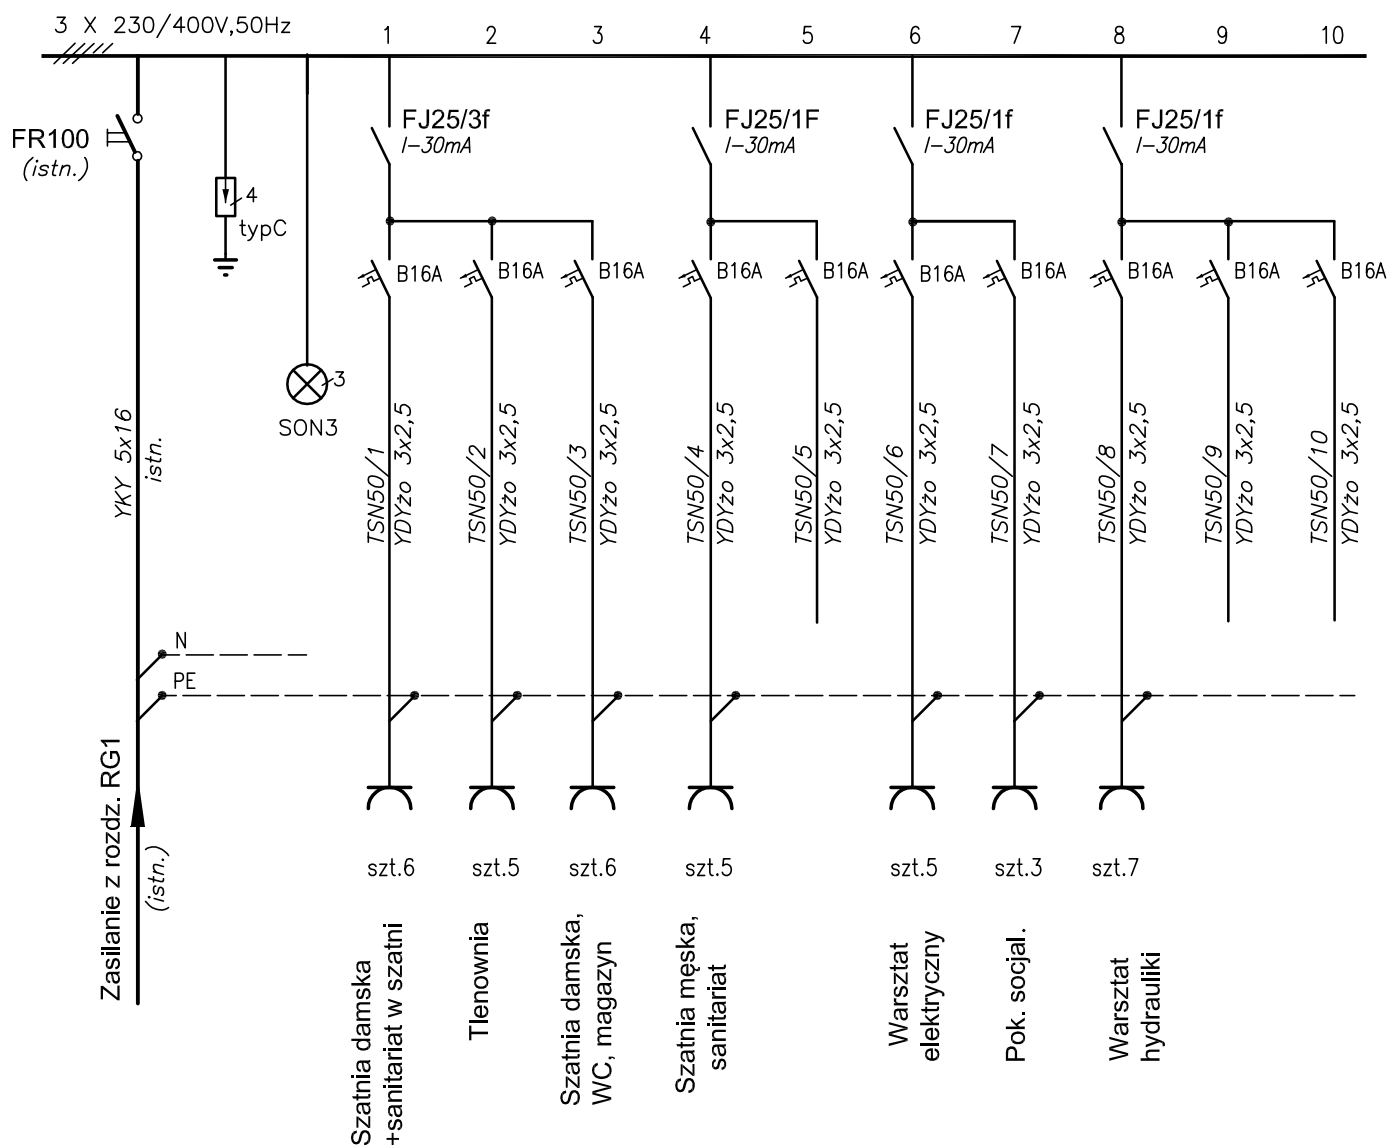 3 X 230/400V,50Hz
1
2
3
4
5
6
7
8
9
10
FR100
(istn.)
4
typC
3
SON3
FJ25/3f
I-30mA
FJ25/1F
I-30mA
FJ25/1f
I-30mA
FJ25/1f
I-30mA
B16A
B16A
B16A
B16A
B16A
B16A
B16A
B16A
B16A
B16A
YKY 5x16
istn.
TSN50/1
YDYżo 3x2,5
TSN50/2
YDYżo 3x2,5
TSN50/3
YDYżo 3x2,5
TSN50/4
YDYżo 3x2,5
TSN50/5
YDYżo 3x2,5
TSN50/6
YDYżo 3x2,5
TSN50/7
YDYżo 3x2,5
TSN50/8
YDYżo 3x2,5
TSN50/9
YDYżo 3x2,5
TSN50/10
YDYżo 3x2,5
N
PE
Zasilanie z rozdz. RG1
(istn.)
szt.6
szt.5
szt.6
szt.5
szt.5
szt.3
szt.7
Szatnia damska
+sanitariat w szatni
Tlenownia
Szatnia damska,
WC, magazyn
Szatnia męska,
sanitariat
Warsztat
elektryczny
Pok. socjal.
Warsztat
hydrauliki